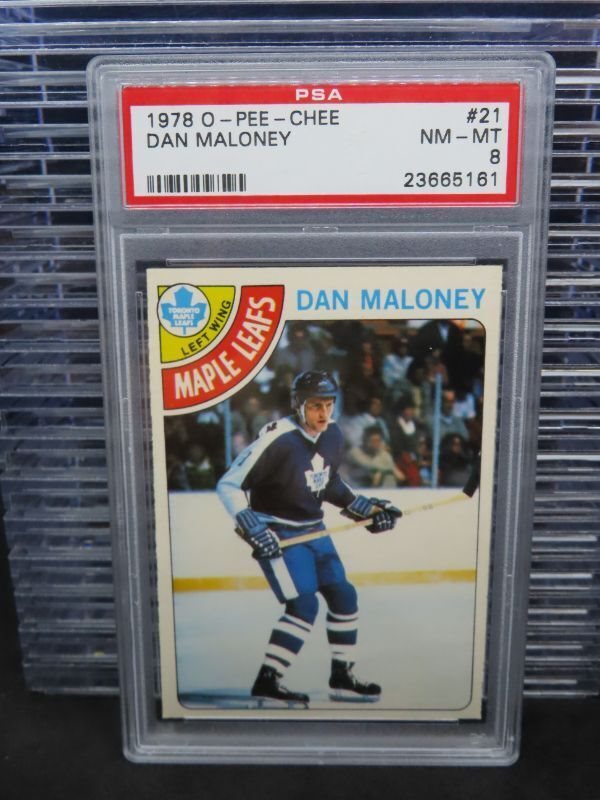 PSA
1978 O-PEE-CHEE #21
DAN MALONEY NM-MT
8
23665161
DAN MALONEY
TORONTO
MAPLE
LEAFS
LEFT WING
MAPLE LEAFS